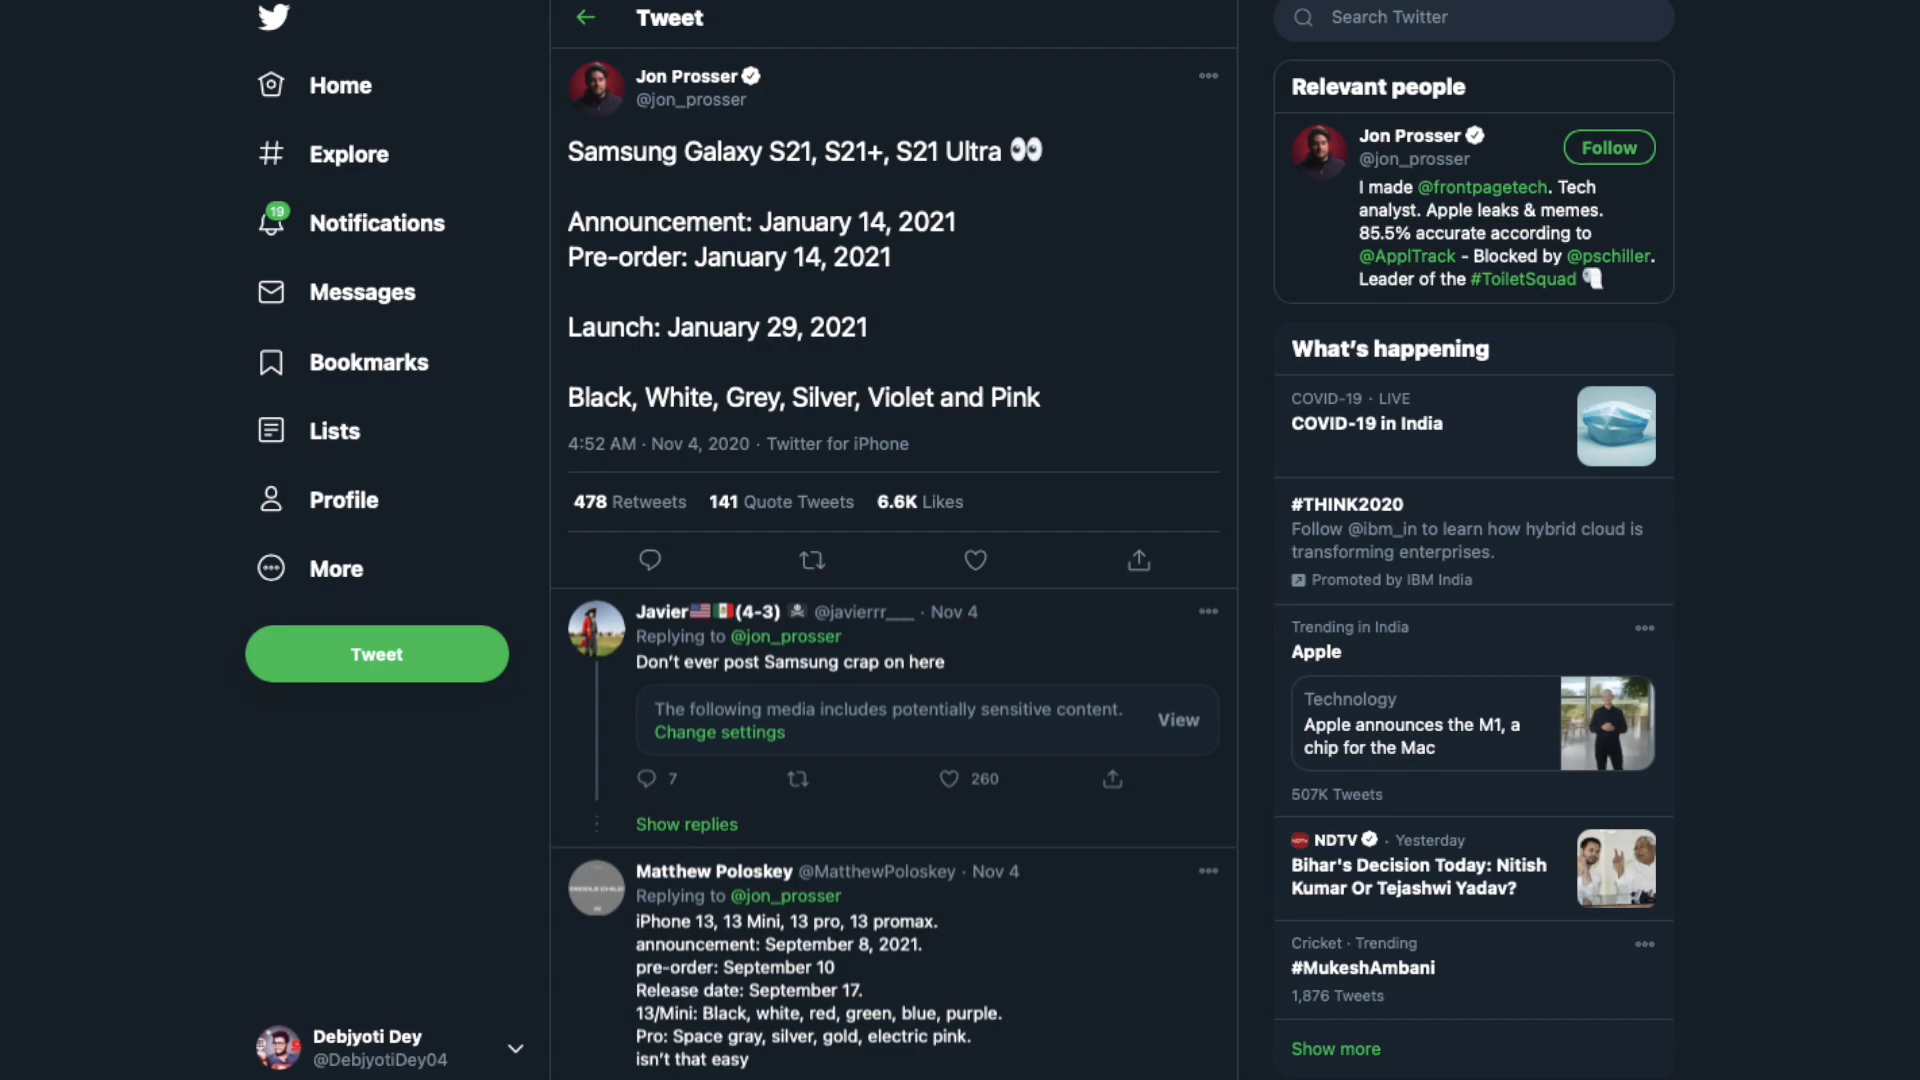 Home
Explore
19
Notifications
Messages
Bookmarks
Lists
Profile
More
Tweet
Debjyoti Dey
@DebjyotiDey04
Tweet
Jon Prosser
@jon_prosser
Samsung Galaxy S21, S21+, S21 Ultra 👀
Announcement: January 14, 2021
Pre-order: January 14, 2021
Launch: January 29, 2021
Black, White, Grey, Silver, Violet and Pink
4:52 AM · Nov 4, 2020 · Twitter for iPhone
478 Retweets 141 Quote Tweets 6.6K Likes
Javier🇺🇸🇲🇽(4-3) ☠ @javierrr___ · Nov 4
Replying to @jon_prosser
Don’t ever post Samsung crap on here
The following media includes potentially sensitive content.
Change settings
View
7 260
Show replies
Matthew Poloskey @MatthewPoloskey · Nov 4
Replying to @jon_prosser
iPhone 13, 13 Mini, 13 pro, 13 promax.
announcement: September 8, 2021.
pre-order: September 10
Release date: September 17.
13/Mini: Black, white, red, green, blue, purple.
Pro: Space gray, silver, gold, electric pink.
isn’t that easy
Search Twitter
Relevant people
Jon Prosser
@jon_prosser
Follow
I made @frontpagetech. Tech
analyst. Apple leaks & memes.
85.5% accurate according to
@ApplTrack - Blocked by @pschiller.
Leader of the #ToiletSquad 🧻
What’s happening
COVID-19 · LIVE
COVID-19 in India
#THINK2020
Follow @ibm_in to learn how hybrid cloud is
transforming enterprises.
Promoted by IBM India
Trending in India
Apple
Technology
Apple announces the M1, a
chip for the Mac
507K Tweets
NDTV · Yesterday
Bihar's Decision Today: Nitish
Kumar Or Tejashwi Yadav?
Cricket · Trending
#MukeshAmbani
1,876 Tweets
Show more